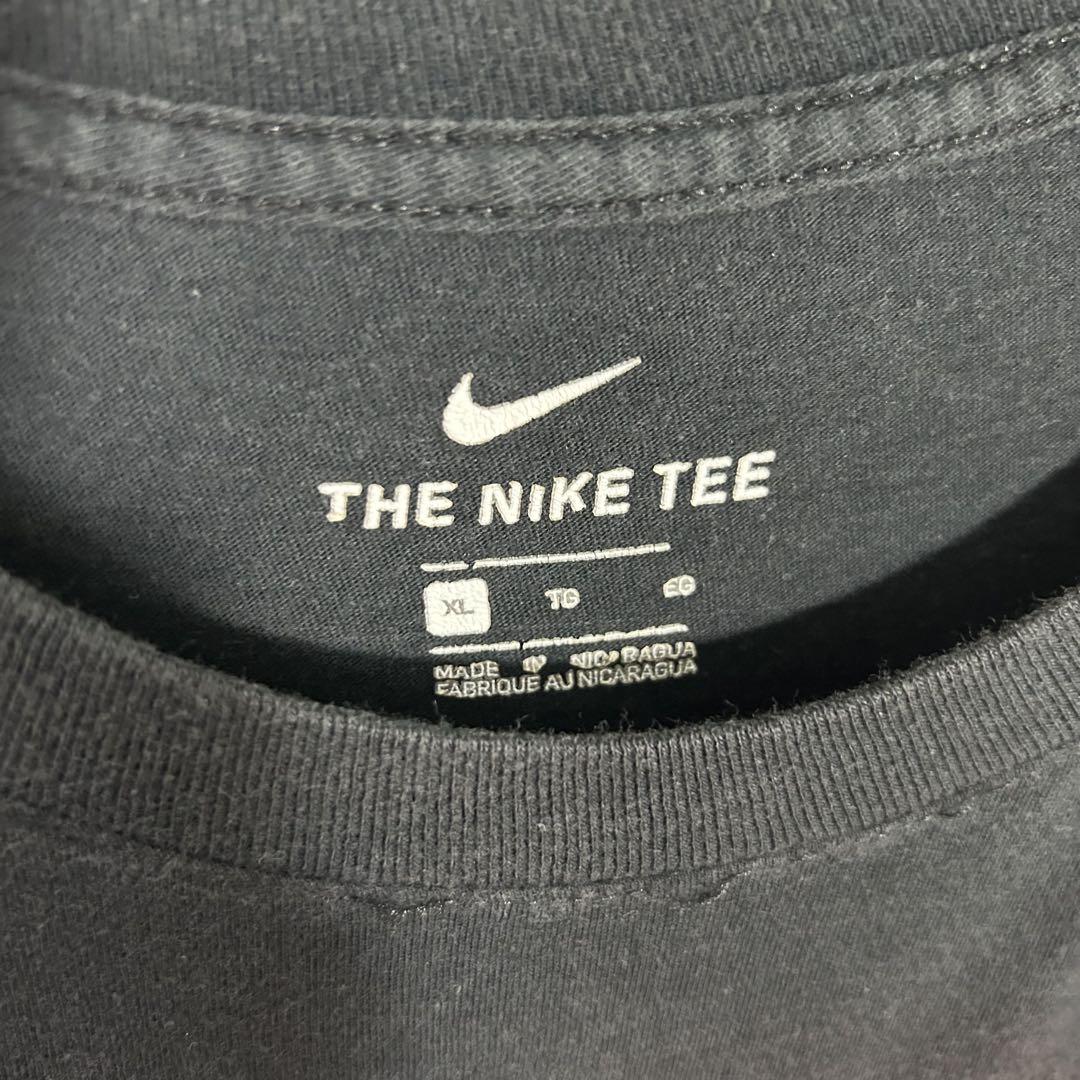 THE NIKE TEE
XL TG EG
MADE IN NICARAGUA
FABRIQUE AU NICARAGUA